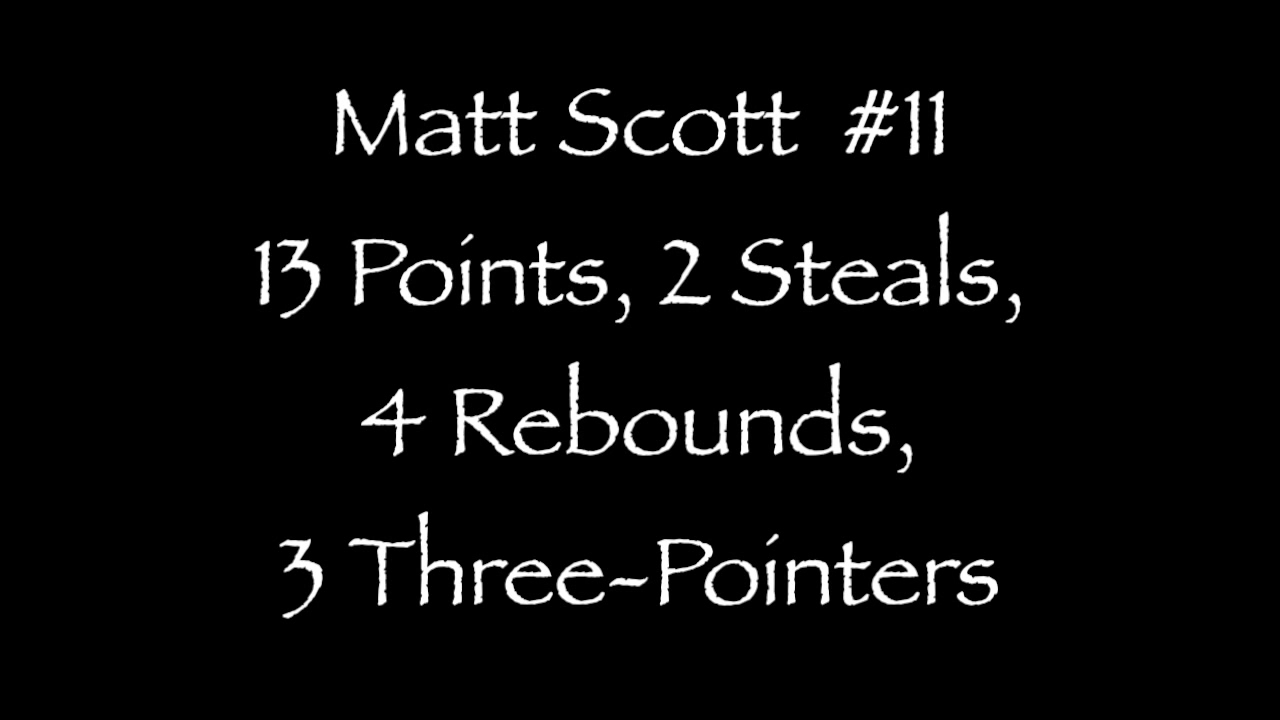 Matt Scott #11
13 Points, 2 Steals,
4 Rebounds,
3 Three-Pointers